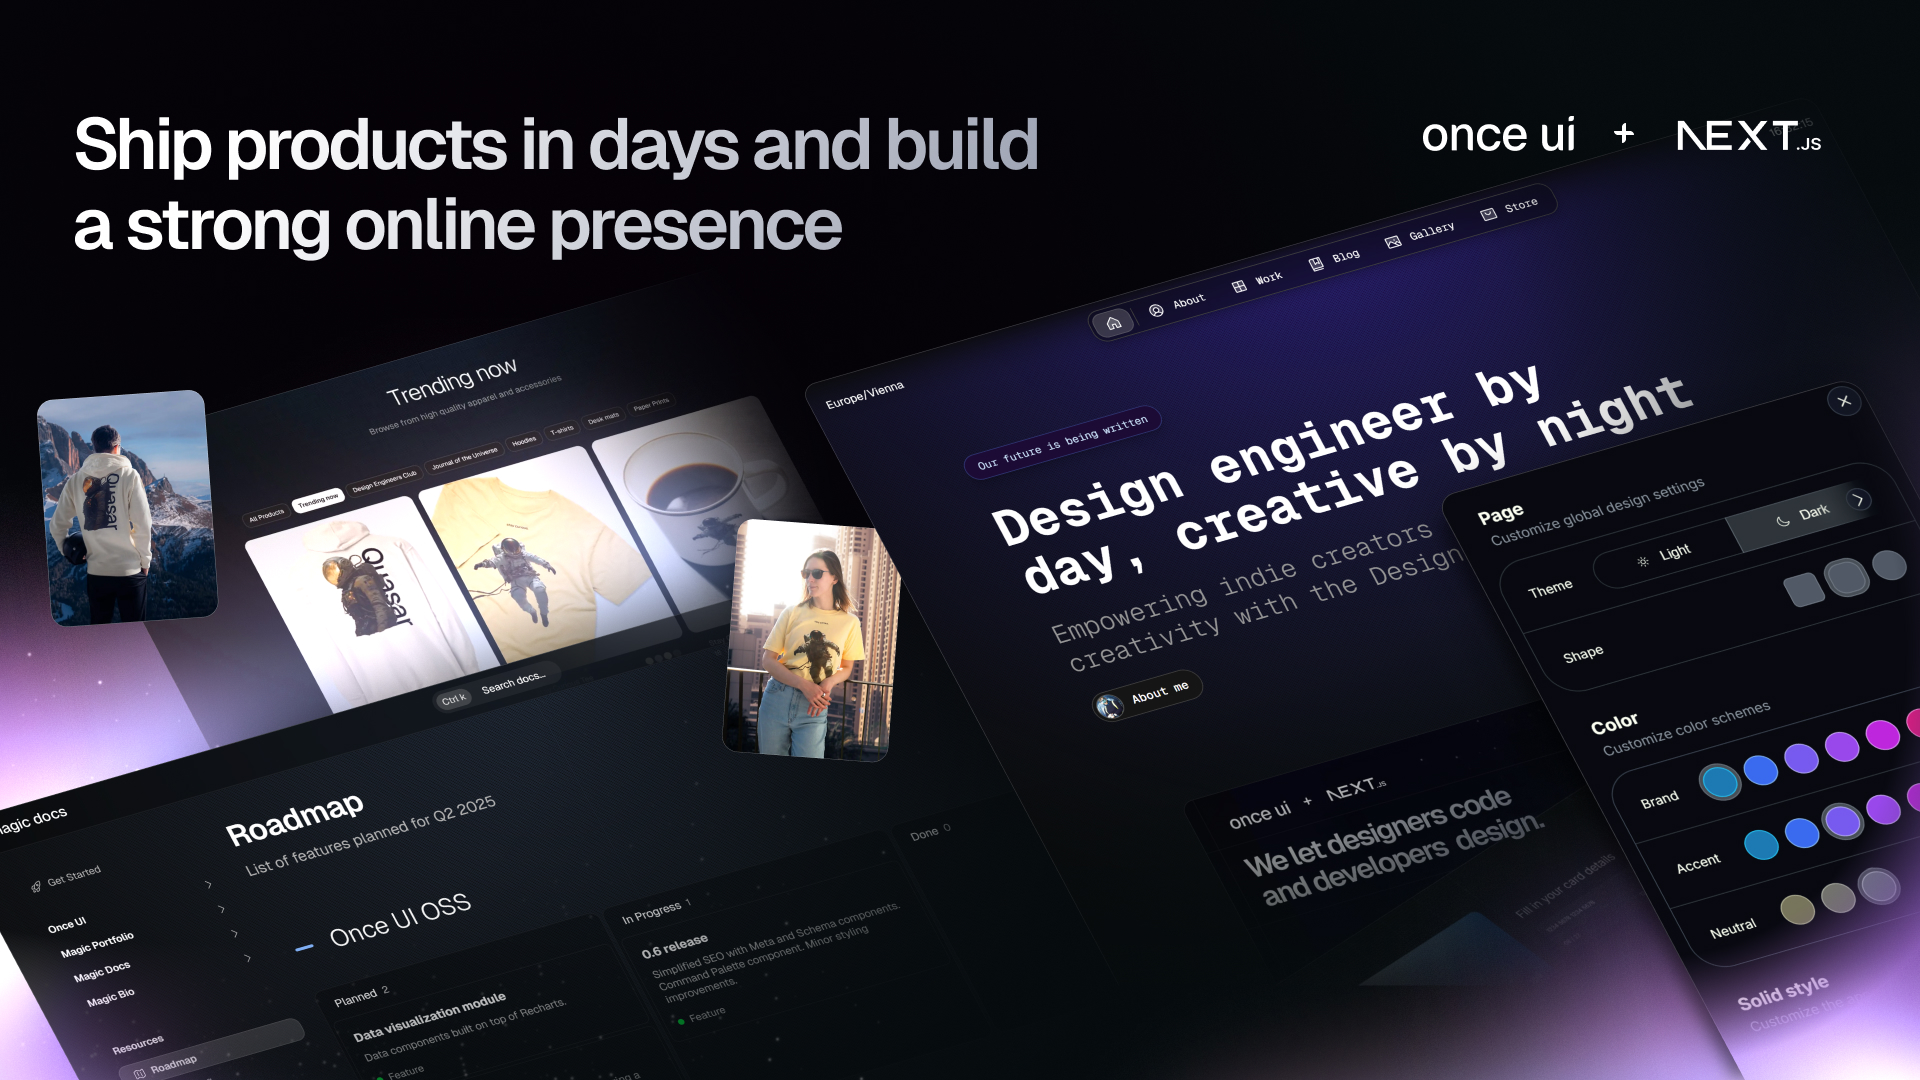 Ship products in days and build
a strong online presence
once ui + NEXT.JS
Trending now
Browse from high quality apparel and accessories
All Products
Trending now
Design Engineers Club
Journal of the Universe
Hoodies
T-shirts
Desk mats
Paper Prints
Quasar
Quasar
Ctrl k
Search docs...
Europe/Vienna
About
Work
Blog
Gallery
Store
Our future is being written
Design engineer by
day, creative by night
Empowering indie creators
creativity with the Design
About me
once ui + NEXT.JS
We let designers code
and developers design.
Fill in your card details
Page
Customize global design settings
Theme
Light
Dark
Shape
Color
Customize color schemes
Brand
Accent
Neutral
Solid style
Customize the
magic docs
Get Started
Once UI
Magic Portfolio
Magic Docs
Magic Bio
Resources
Roadmap
Roadmap
List of features planned for Q2 2025
Once UI OSS
Planned 2
Data visualization module
Data components built on top of Recharts.
Feature
In Progress 1
0.6 release
Simplified SEO with Meta and Schema components.
Command Palette component. Minor styling
improvements.
Feature
Done 0